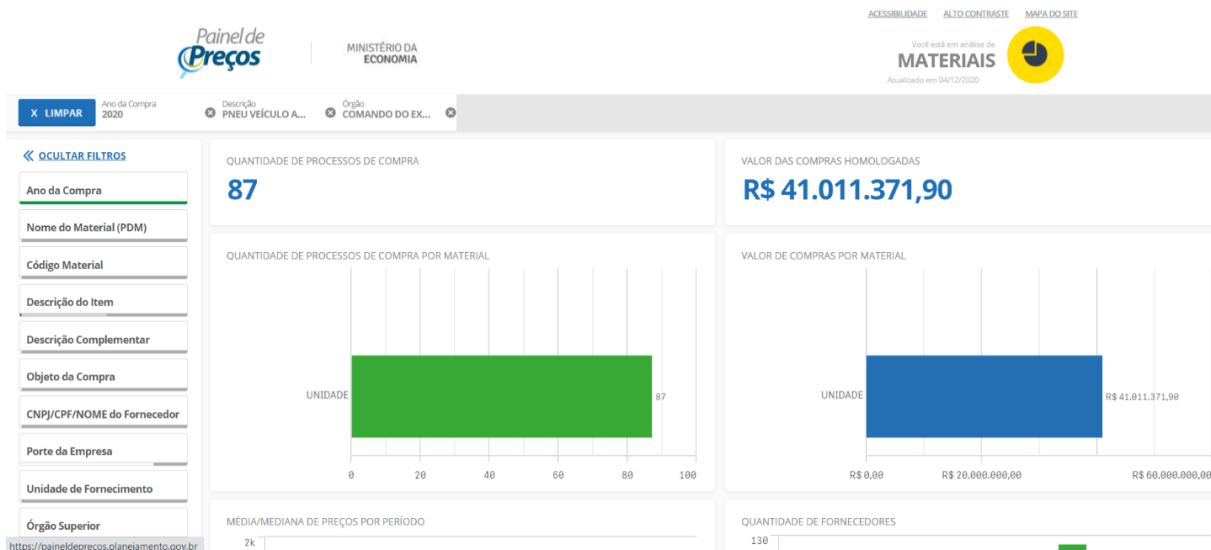 ACESSIBILIDADE ALTO CONTRASTE MAPA DO SITE
Painel de
Preços
MINISTÉRIO DA
ECONOMIA
Você está em análise de
MATERIAIS
Atualizado em 04/12/2020
X LIMPAR
Ano da Compra
2020
Descrição
PNEU VEÍCULO A...
Órgão
COMANDO DO EX...
OCULTAR FILTROS
Ano da Compra
Nome do Material (PDM)
Código Material
Descrição do Item
Descrição Complementar
Objeto da Compra
CNPJ/CPF/NOME do Fornecedor
Porte da Empresa
Unidade de Fornecimento
Órgão Superior
https://paineldeprecos.planejamento.gov.br
QUANTIDADE DE PROCESSOS DE COMPRA
87
VALOR DAS COMPRAS HOMOLOGADAS
R$ 41.011.371,90
QUANTIDADE DE PROCESSOS DE COMPRA POR MATERIAL
UNIDADE
87
0 20 40 60 80 100
VALOR DE COMPRAS POR MATERIAL
UNIDADE
R$ 41.011.371,90
R$ 0,00 R$ 20.000.000,00 R$ 60.000.000,00
MÉDIA/MEDIANA DE PREÇOS POR PERÍODO
2k
QUANTIDADE DE FORNECEDORES
130